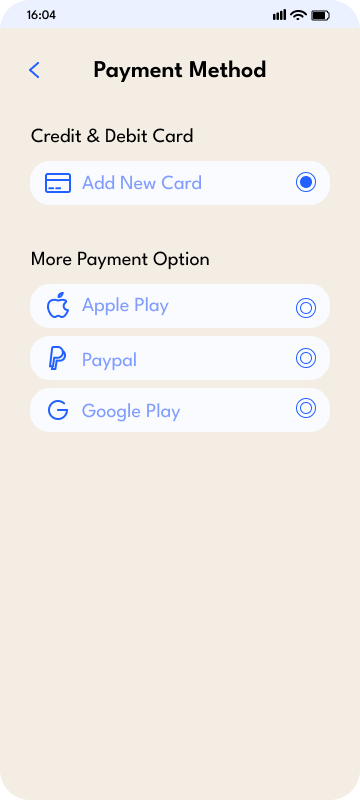 16:04
Payment Method
Credit & Debit Card
Add New Card
More Payment Option
Apple Play
Paypal
Google Play